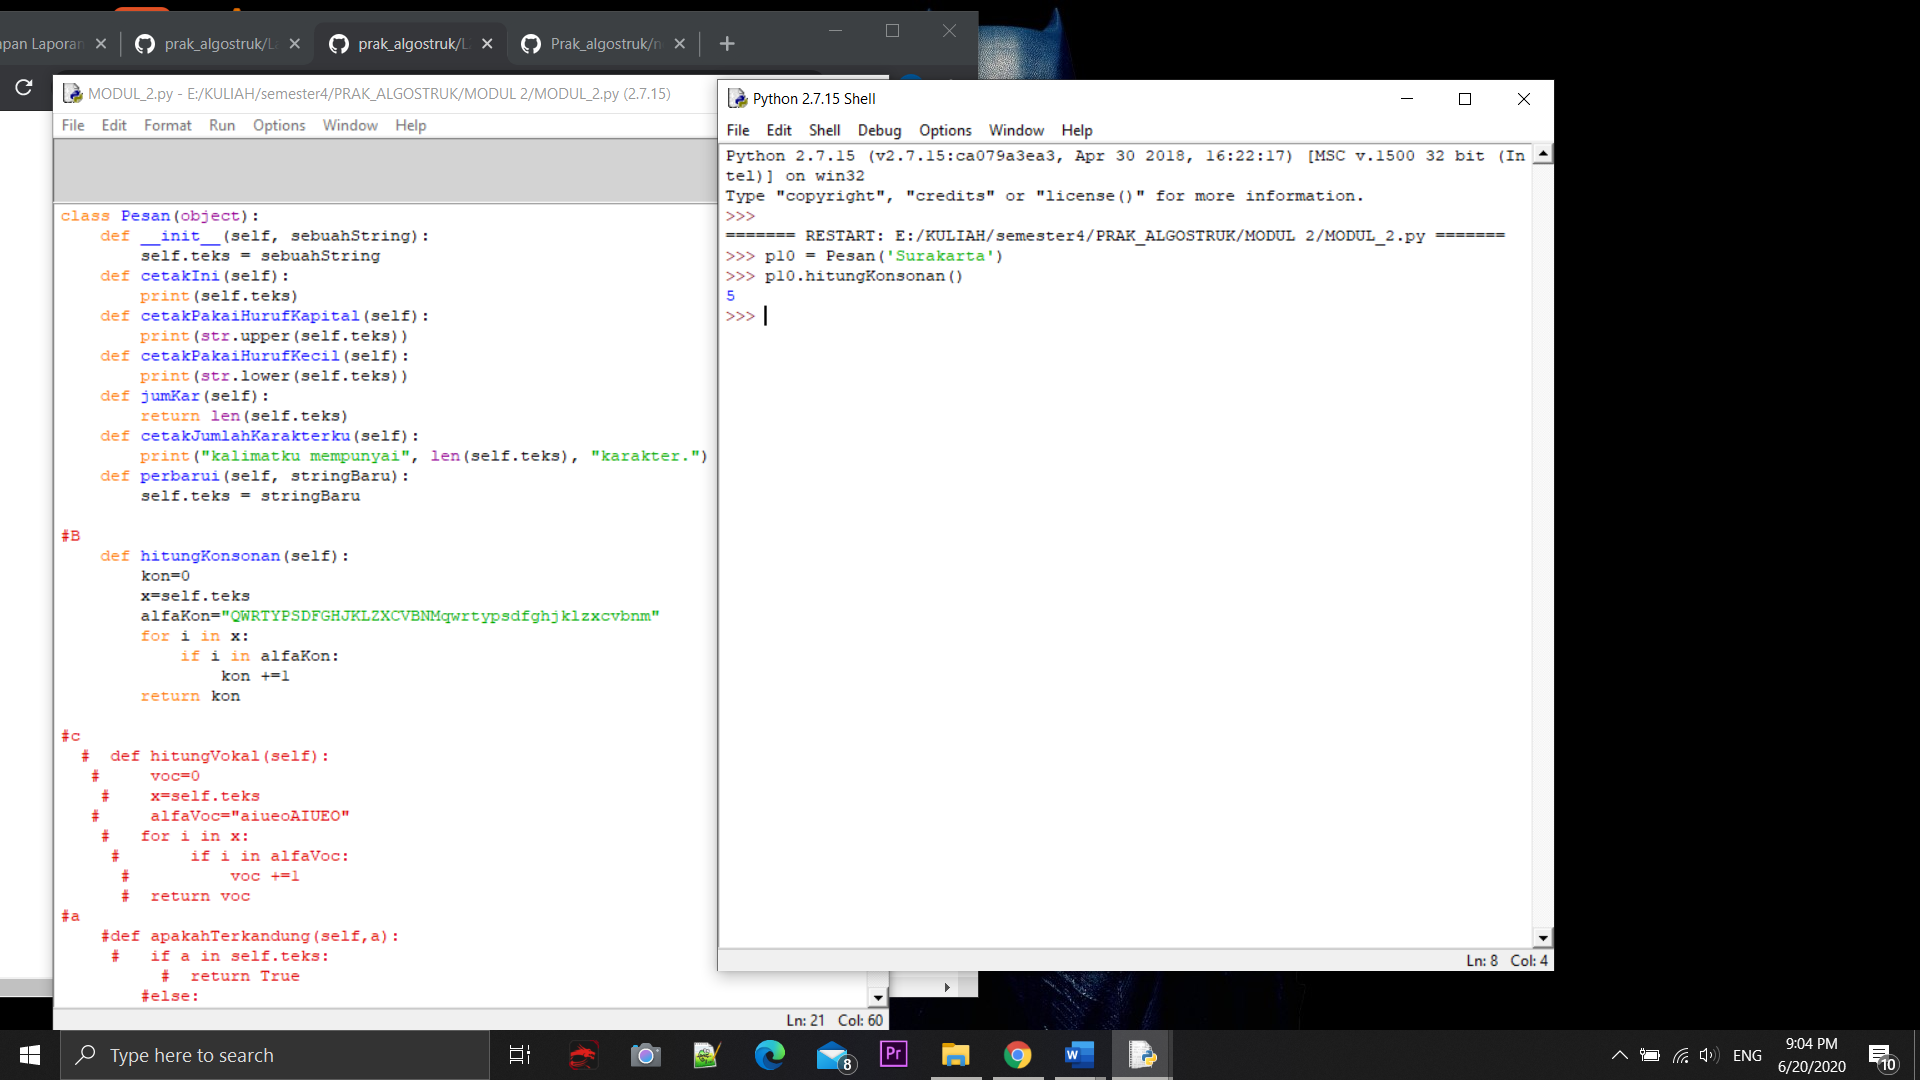 apan Laporan
prak_algostruk/L
prak_algostruk/L
Prak_algostruk/n
MODUL_2.py - E:/KULIAH/semester4/PRAK_ALGOSTRUK/MODUL 2/MODUL_2.py (2.7.15)
File Edit Format Run Options Window Help
class Pesan(object):
    def __init__(self, sebuahString):
        self.teks = sebuahString
    def cetakIni(self):
        print(self.teks)
    def cetakPakaiHurufKapital(self):
        print(str.upper(self.teks))
    def cetakPakaiHurufKecil(self):
        print(str.lower(self.teks))
    def jumKar(self):
        return len(self.teks)
    def cetakJumlahKarakterku(self):
        print("kalimatku mempunyai", len(self.teks), "karakter.")
    def perbarui(self, stringBaru):
        self.teks = stringBaru
#B
    def hitungKonsonan(self):
        kon=0
        x=self.teks
        alfaKon="QWRTYPSDFGHJKLZXCVBNMqwrtypsdfghjklzxcvbnm"
        for i in x:
            if i in alfaKon:
                kon +=1
        return kon
#c
  #  def hitungVokal(self):
   #     voc=0
    #    x=self.teks
   #     alfaVoc="aiueoAIUEO"
    #   for i in x:
     #       if i in alfaVoc:
      #          voc +=1
      #  return voc
#a
    #def apakahTerkandung(self,a):
     #   if a in self.teks:
          #  return True
        #else:
Ln: 21 Col: 60
Python 2.7.15 Shell
File Edit Shell Debug Options Window Help
Python 2.7.15 (v2.7.15:ca079a3ea3, Apr 30 2018, 16:22:17) [MSC v.1500 32 bit (In
tel)] on win32
Type "copyright", "credits" or "license()" for more information.
>>>
======= RESTART: E:/KULIAH/semester4/PRAK_ALGOSTRUK/MODUL 2/MODUL_2.py =======
>>> p10 = Pesan('Surakarta')
>>> p10.hitungKonsonan()
5
>>>
Ln: 8 Col: 4
Type here to search
8
Pr
W
ENG
9:04 PM
6/20/2020
10